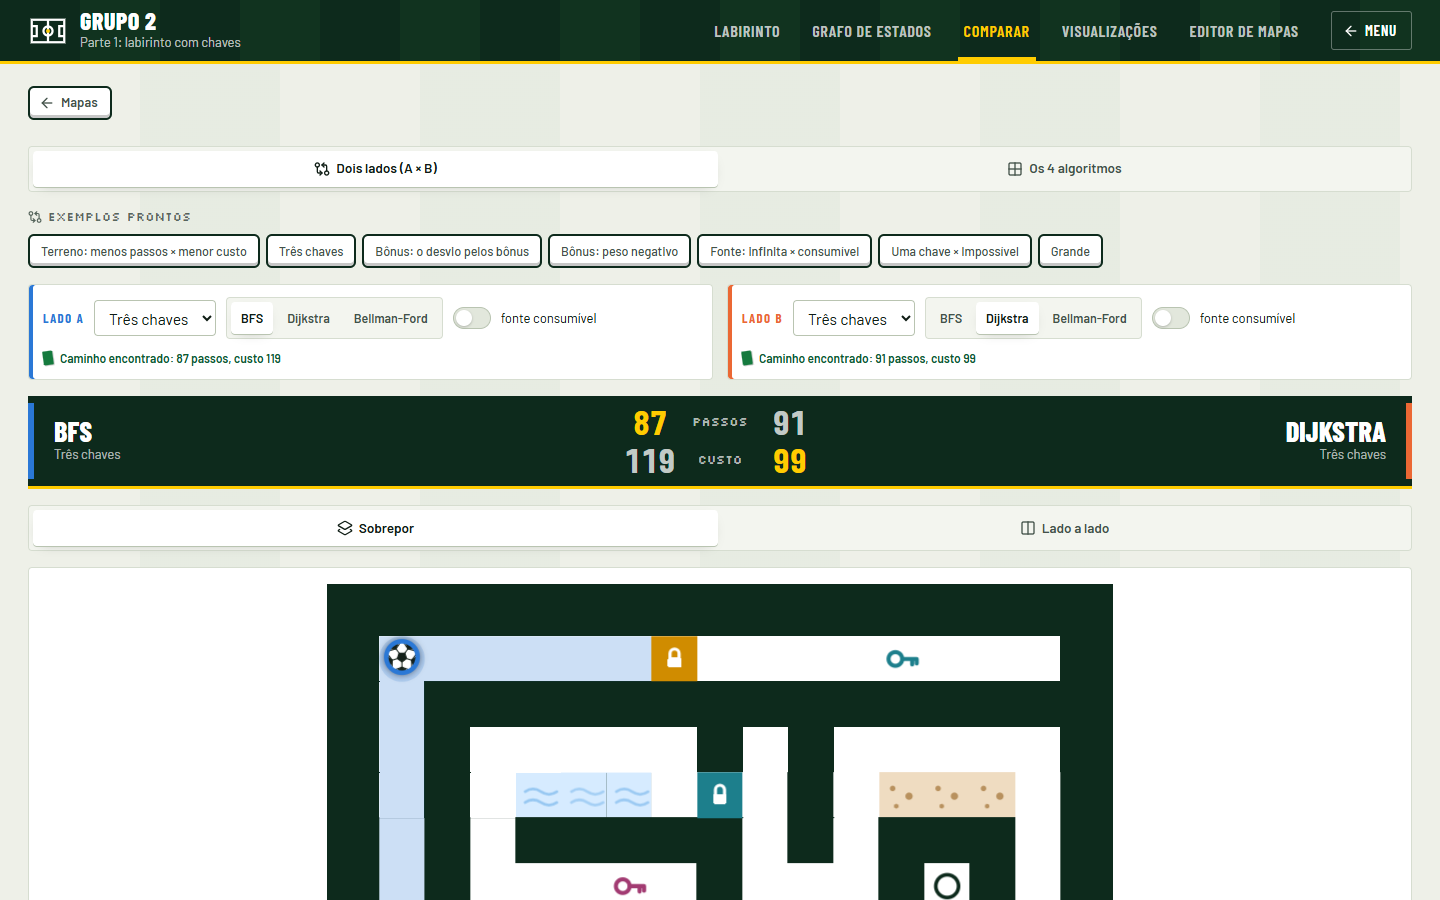 GRUPO 2
Parte 1: labirinto com chaves
LABIRINTO
GRAFO DE ESTADOS
COMPARAR
VISUALIZAÇÕES
EDITOR DE MAPAS
MENU
Mapas
Dois lados (A × B)
Os 4 algoritmos
EXEMPLOS PRONTOS
Terreno: menos passos × menor custo
Três chaves
Bônus: o desvio pelos bônus
Bônus: peso negativo
Fonte: infinita × consumível
Uma chave × Impossível
Grande
LADO A
Três chaves
BFS
Dijkstra
Bellman-Ford
fonte consumível
Caminho encontrado: 87 passos, custo 119
LADO B
Três chaves
BFS
Dijkstra
Bellman-Ford
fonte consumível
Caminho encontrado: 91 passos, custo 99
BFS
Três chaves
87 PASSOS 91
119 CUSTO 99
DIJKSTRA
Três chaves
Sobrepor
Lado a lado